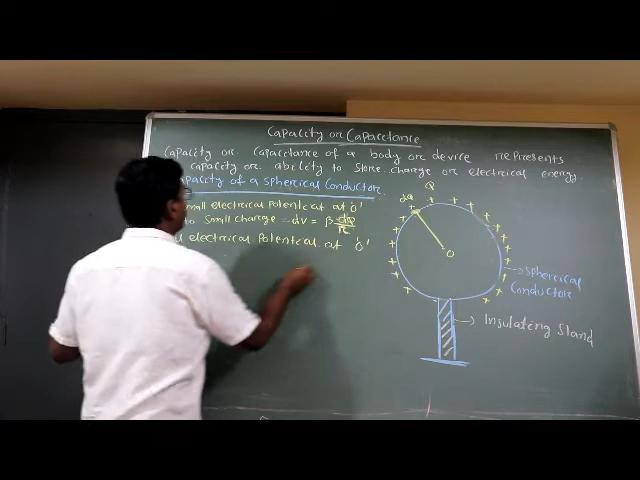 Capacity or Capacitance
Capacity or Capacitance of a body or device represents
capacity or ability to store charge or electrical energy.
apacity of a Spherical Conductor
mall electrical Potential at 'o'
to Small charge dV = β dQ/R
electrical Potential at 'o'
Q
dQ
o
Spherical
Conductor
Insulating Stand